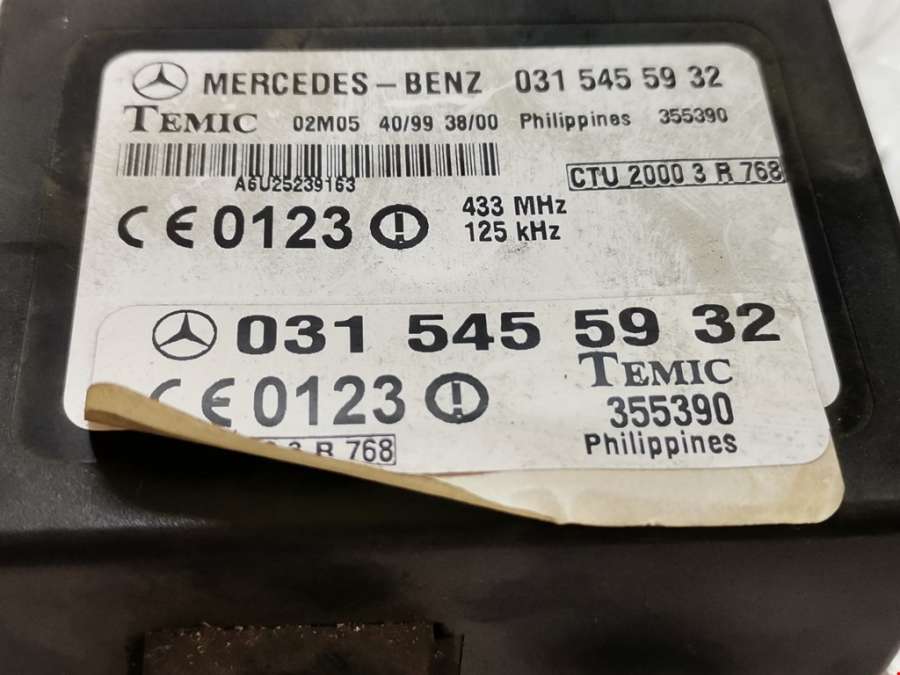 MERCEDES-BENZ 031 545 59 32
TEMIC 02M05 40/99 38/00 Philippines 355390
A6U25239163
CTU 2000 3 R 768
CE 0123 433 MHz
125 kHz
031 545 59 32
CE 0123 TEMIC
355390
3 R 768 Philippines